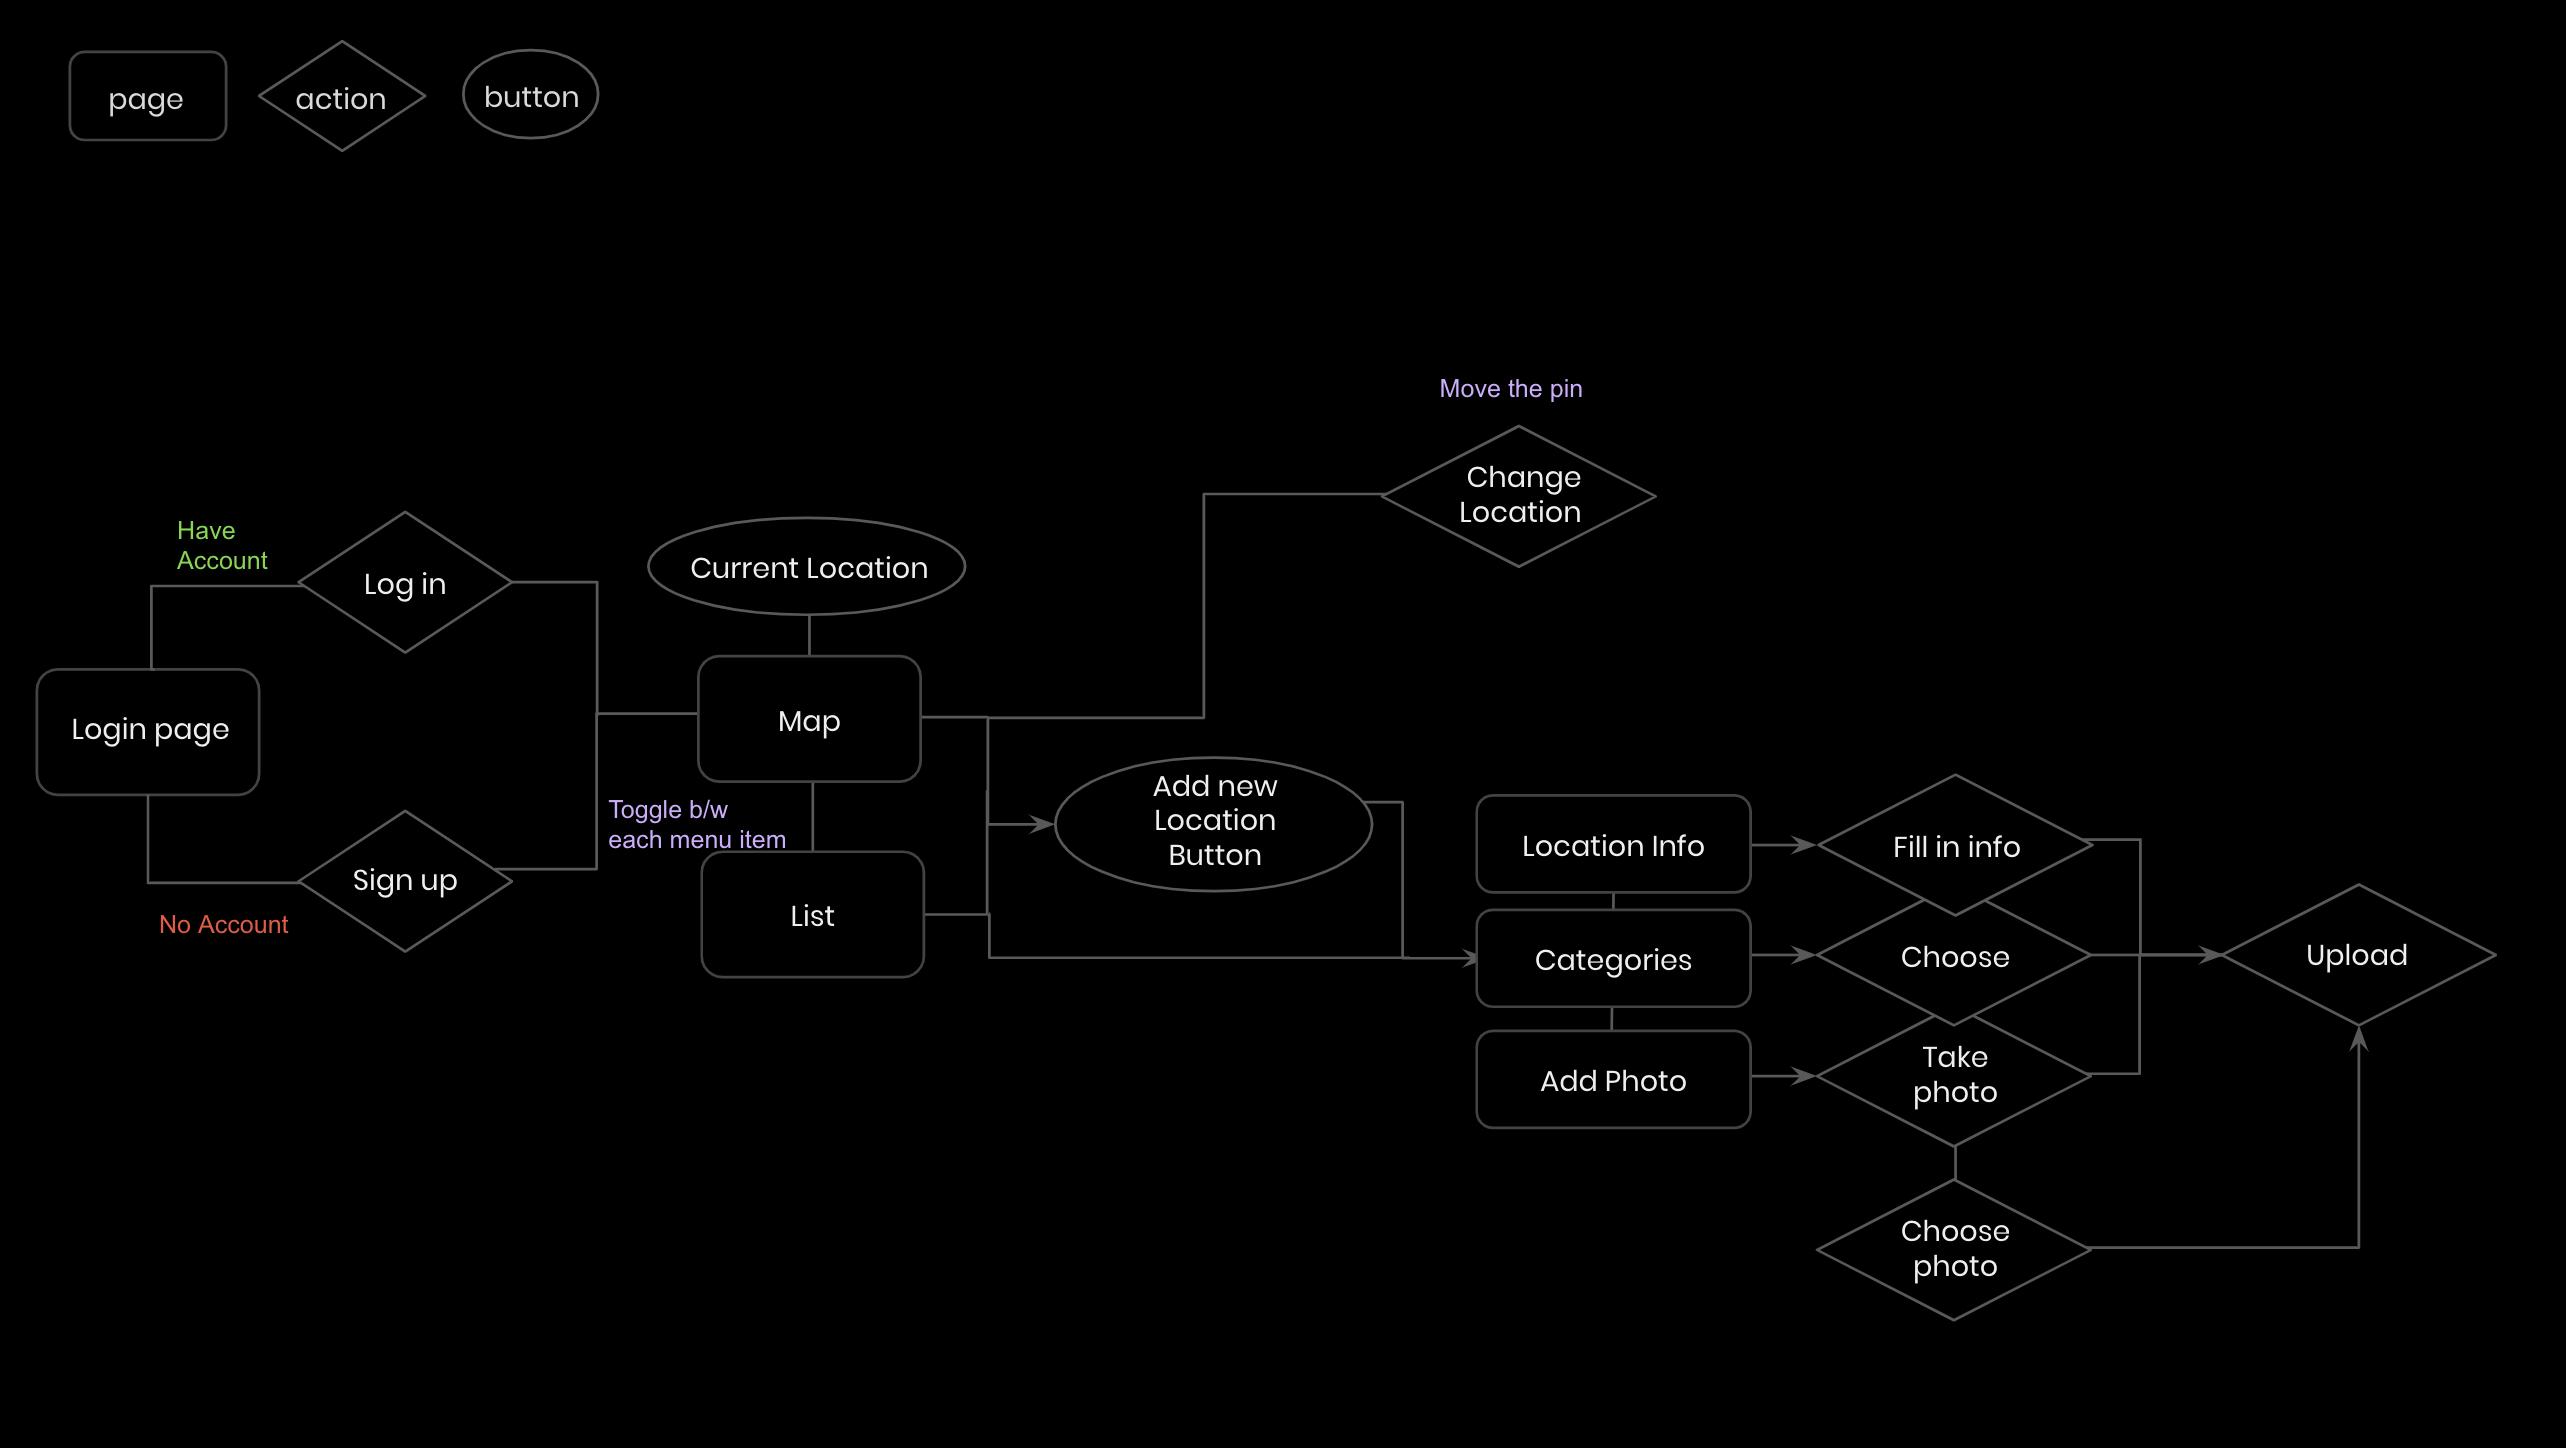 page
action
button
Move the pin
Change
Location
Have
Account
Log in
Current Location
Login page
Map
Toggle b/w
each menu item
Add new
Location
Button
Sign up
No Account
List
Location Info
Fill in info
Categories
Choose
Upload
Add Photo
Take
photo
Choose
photo